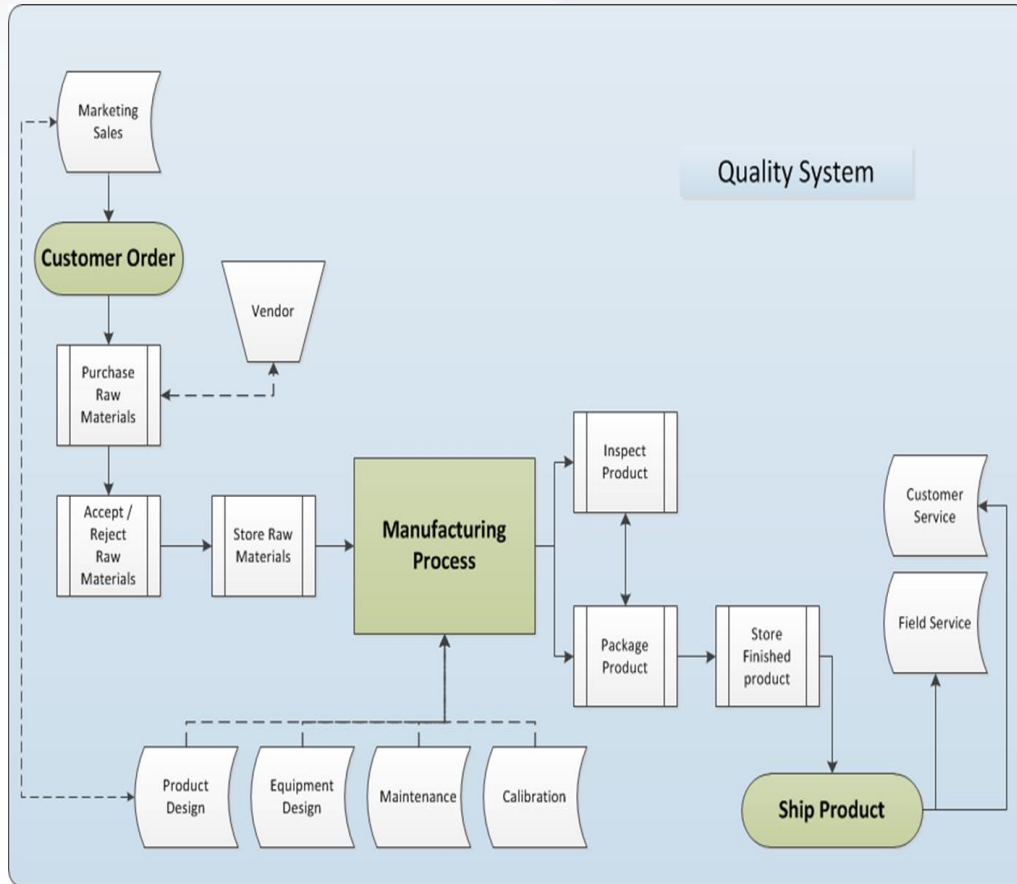 Marketing
Sales
Quality System
Customer Order
Vendor
Purchase
Raw
Materials
Accept /
Reject
Raw
Materials
Store Raw
Materials
Manufacturing
Process
Inspect
Product
Package
Product
Store
Finished
product
Customer
Service
Field Service
Product
Design
Equipment
Design
Maintenance
Calibration
Ship Product